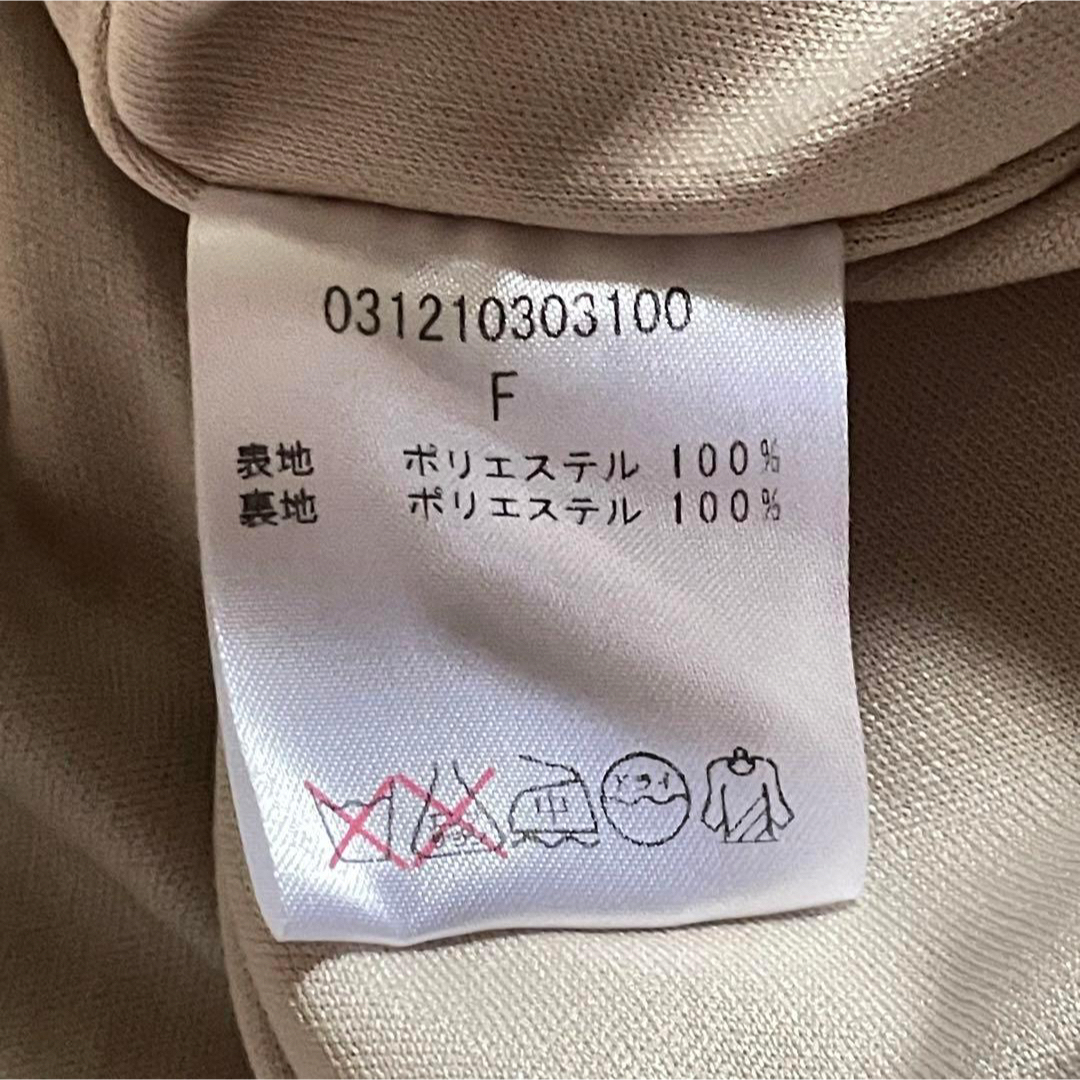 031210303100
F
表地 ポリエステル 100%
裏地 ポリエステル 100%
中 ドライ